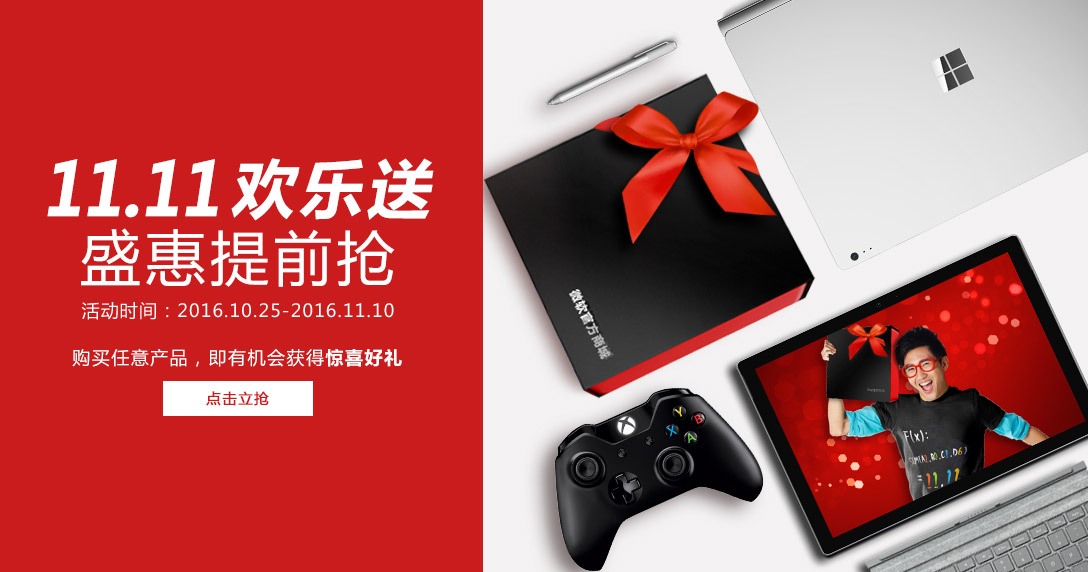 11.11 欢乐送
盛惠提前抢
活动时间：2016.10.25-2016.11.10
购买任意产品，即有机会获得惊喜好礼
点击立抢
微软官方商城
Y
X
B
A
F(x):